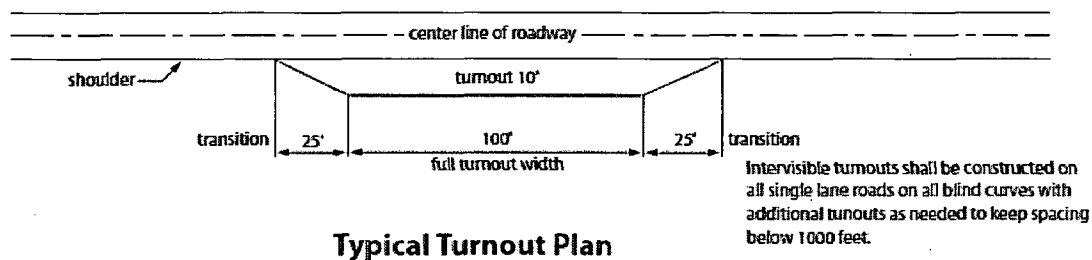 center line of roadway
shoulder
turnout 10'
transition
25'
100'
25'
transition
full turnout width
Intervisible turnouts shall be constructed on
all single lane roads on all blind curves with
additional tunouts as needed to keep spacing
below 1000 feet.
Typical Turnout Plan